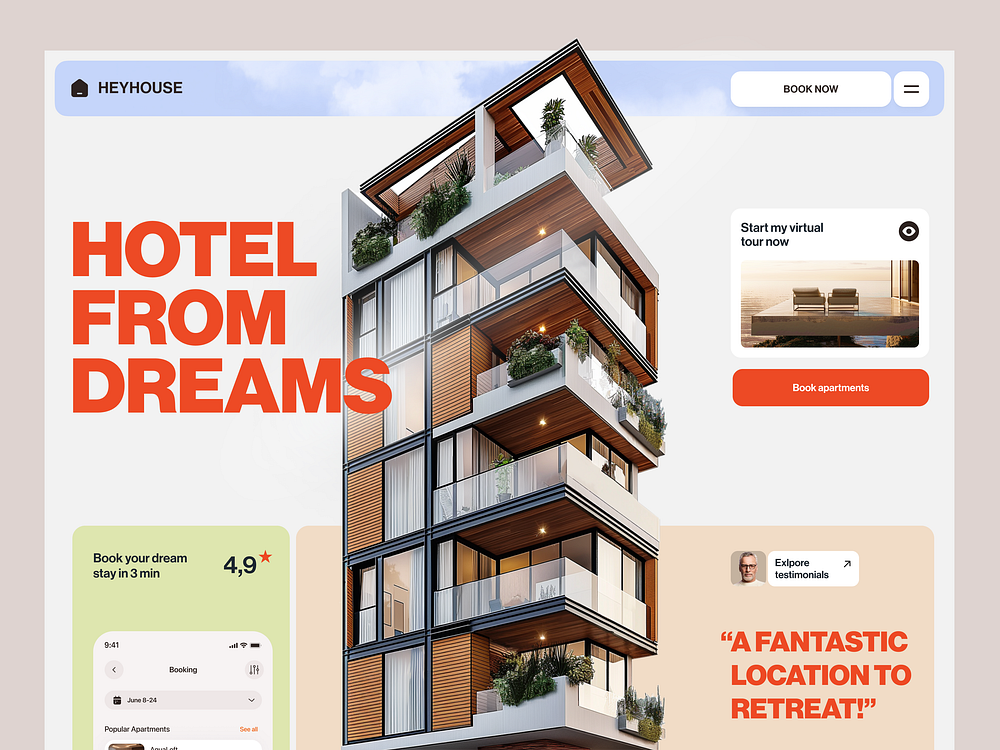 HEYHOUSE
BOOK NOW
HOTEL
FROM
DREAMS
Start my virtual
tour now
Book apartments
Book your dream
stay in 3 min
4,9
9:41
Booking
June 8-24
Popular Apartments
See all
AquaLoft
Exlpore
testimonials
“A FANTASTIC
LOCATION TO
RETREAT!”